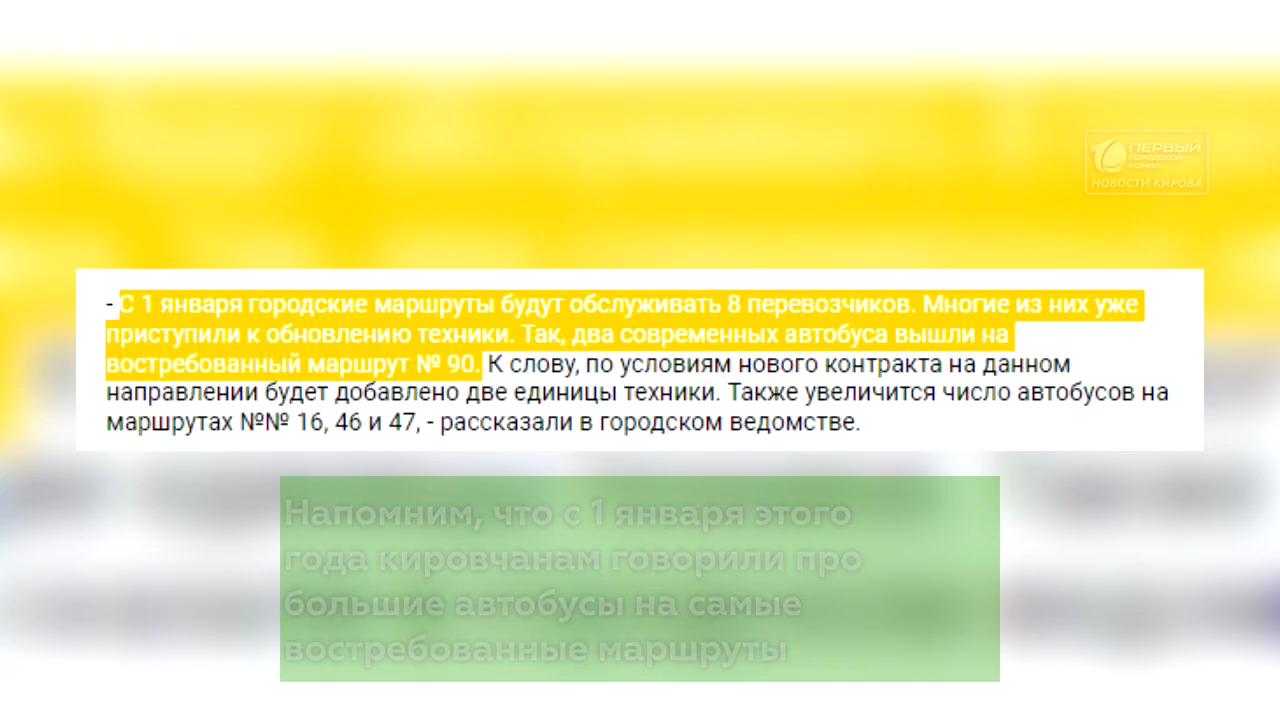 ПЕРВЫЙ
ГОРОДСКОЙ
КАНАЛ
НОВОСТИ КИРОВА
- С 1 января городские маршруты будут обслуживать 8 перевозчиков. Многие из них уже
приступили к обновлению техники. Так, два современных автобуса вышли на
востребованный маршрут № 90. К слову, по условиям нового контракта на данном
направлении будет добавлено две единицы техники. Также увеличится число автобусов на
маршрутах №№ 16, 46 и 47, - рассказали в городском ведомстве.
Напомним, что с 1 января этого
года кировчанам говорили про
большие автобусы на самые
востребованные маршруты